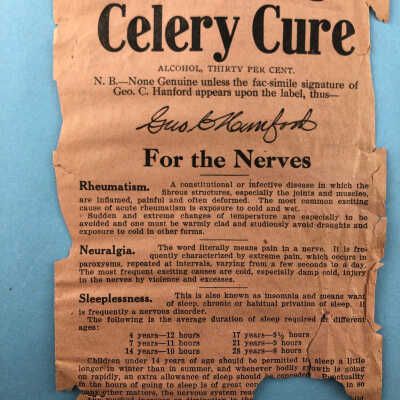 Celery Cure
ALCOHOL, THIRTY PER CENT.
N. B.—None Genuine unless the fac-simile signature of
Geo. C. Hanford appears upon the label, thus—
Geo C Hanford
For the Nerves
Rheumatism. A constitutional or infective disease in which the
fibrous structures, especially the joints and muscles,
are inflamed, painful and often deformed. The most common exciting
cause of acute rheumatism is exposure to cold and wet.
Sudden and extreme changes of temperature are especially to be
avoided and one must be warmly clad and studiously avoid draughts and
exposure to cold in other forms.
Neuralgia. The word literally means pain in a nerve. It is fre-
quently characterized by extreme pain, which occurs in
paroxysms, repeated at intervals, varying from a few seconds to a day.
The most frequent exciting causes are cold, especially damp cold, injury
to the nerves by violence and excesses.
Sleeplessness. This is also known as insomnia and means want
of sleep, chronic or habitual privation of sleep. It
is frequently a nervous disorder.
The following is the average duration of sleep required at different
ages:
4 years—12 hours 17 years—9½ hours
7 years—11 hours 21 years—9 hours
14 years—10 hours 28 years—8 hours
Children under 14 years of age should be permitted to sleep a little
longer in winter than in summer, and whenever bodily growth is going
on rapidly, an extra allowance of sleep should be conceded. Punctuality
in the hours of going to sleep is of great con in so
many other matters, the nervous system